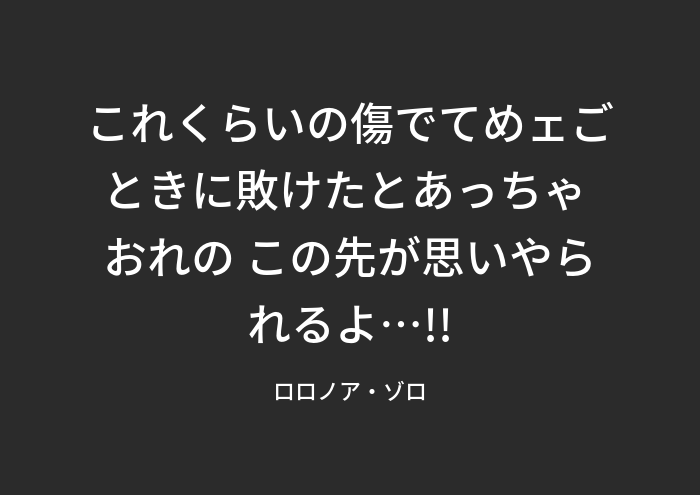 これくらいの傷でてめェご
ときに敗けたとあっちゃ
おれの この先が思いやら
れるよ…!!
ロロノア・ゾロ